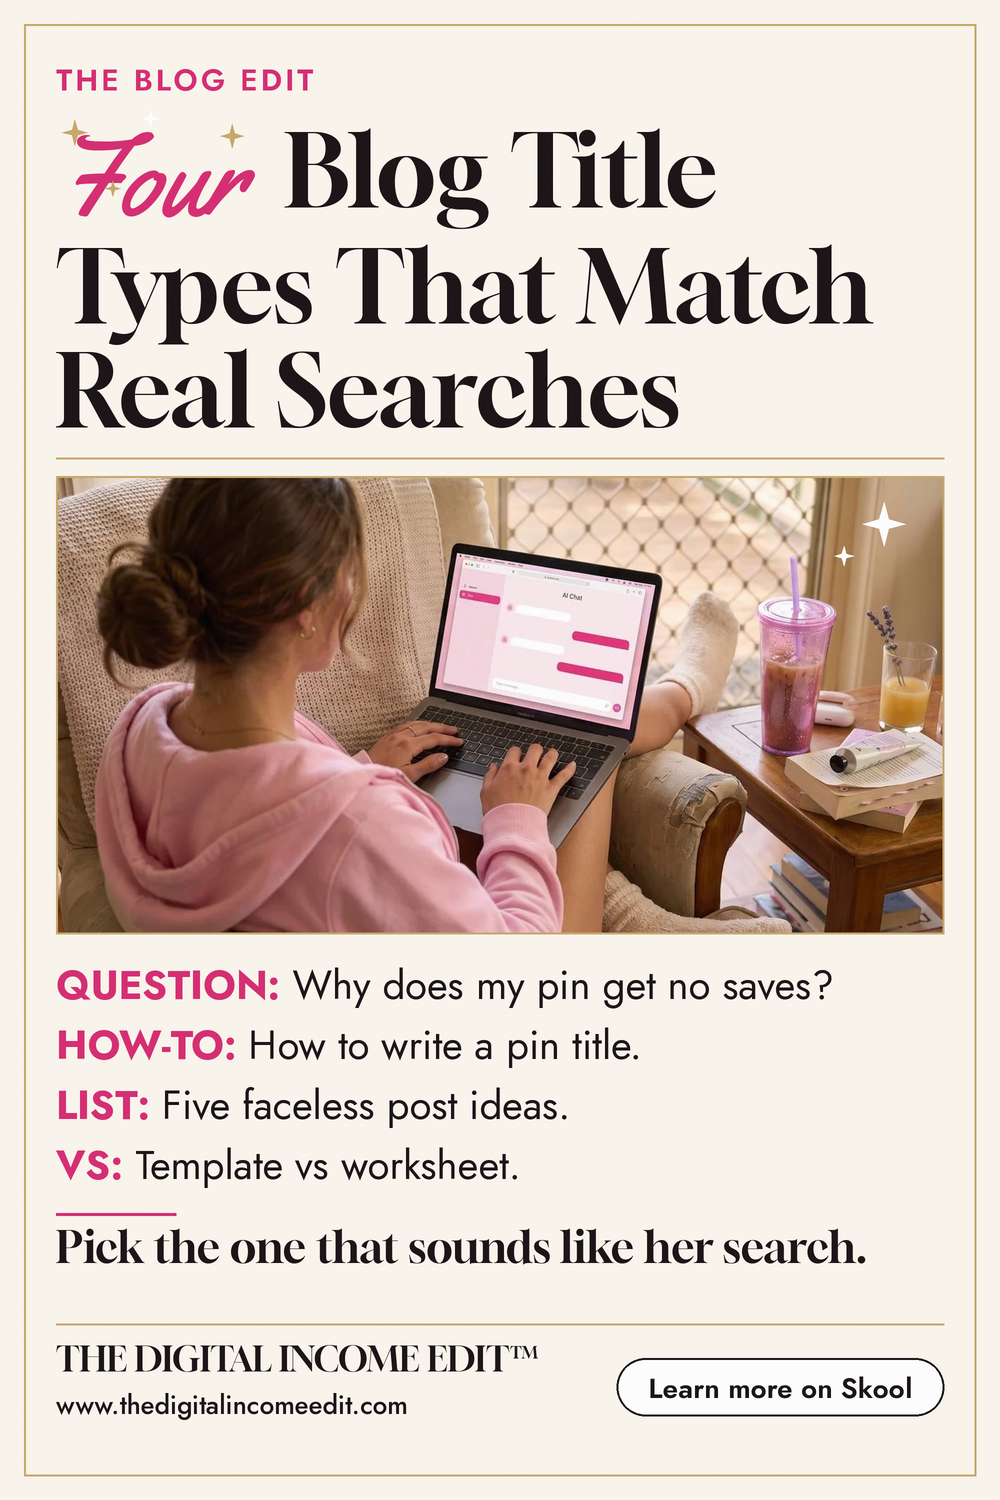 THE BLOG EDIT
Four Blog Title
Types That Match
Real Searches
AI Chat
QUESTION: Why does my pin get no saves?
HOW-TO: How to write a pin title.
LIST: Five faceless post ideas.
VS: Template vs worksheet.
Pick the one that sounds like her search.
THE DIGITAL INCOME EDIT™
www.thedigitalincomeedit.com
Learn more on Skool